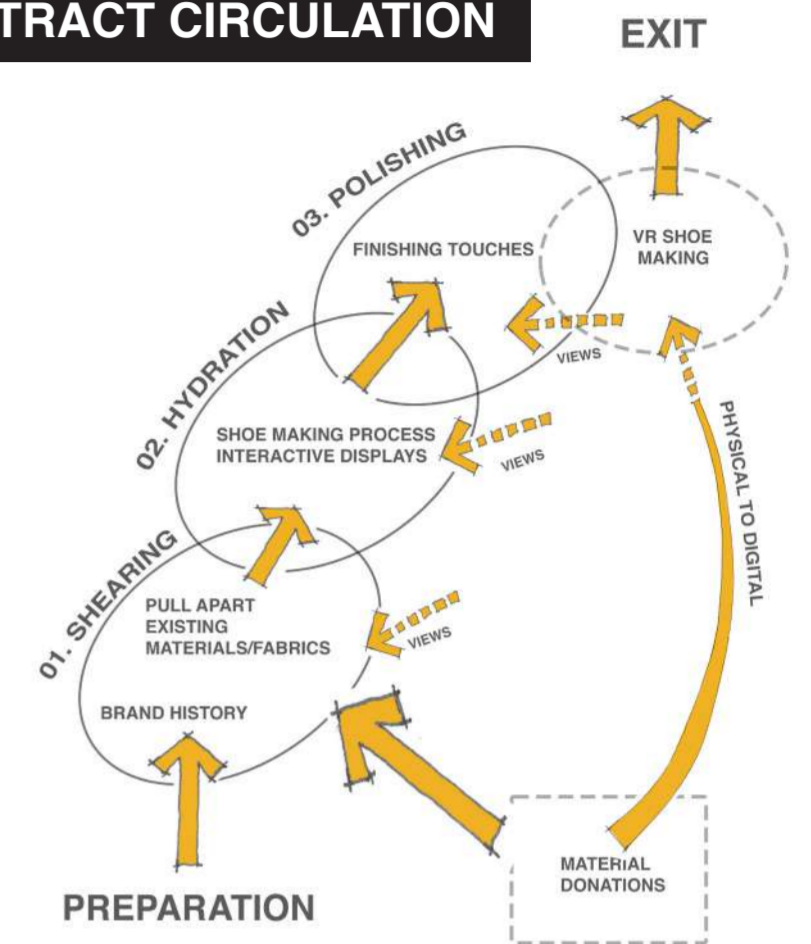 TRACT CIRCULATION
EXIT
03. POLISHING
FINISHING TOUCHES
VR SHOE
MAKING
VIEWS
02. HYDRATION
SHOE MAKING PROCESS
INTERACTIVE DISPLAYS
VIEWS
PHYSICAL TO DIGITAL
01. SHEARING
PULL APART
EXISTING
MATERIALS/FABRICS
VIEWS
BRAND HISTORY
MATERIAL
DONATIONS
PREPARATION